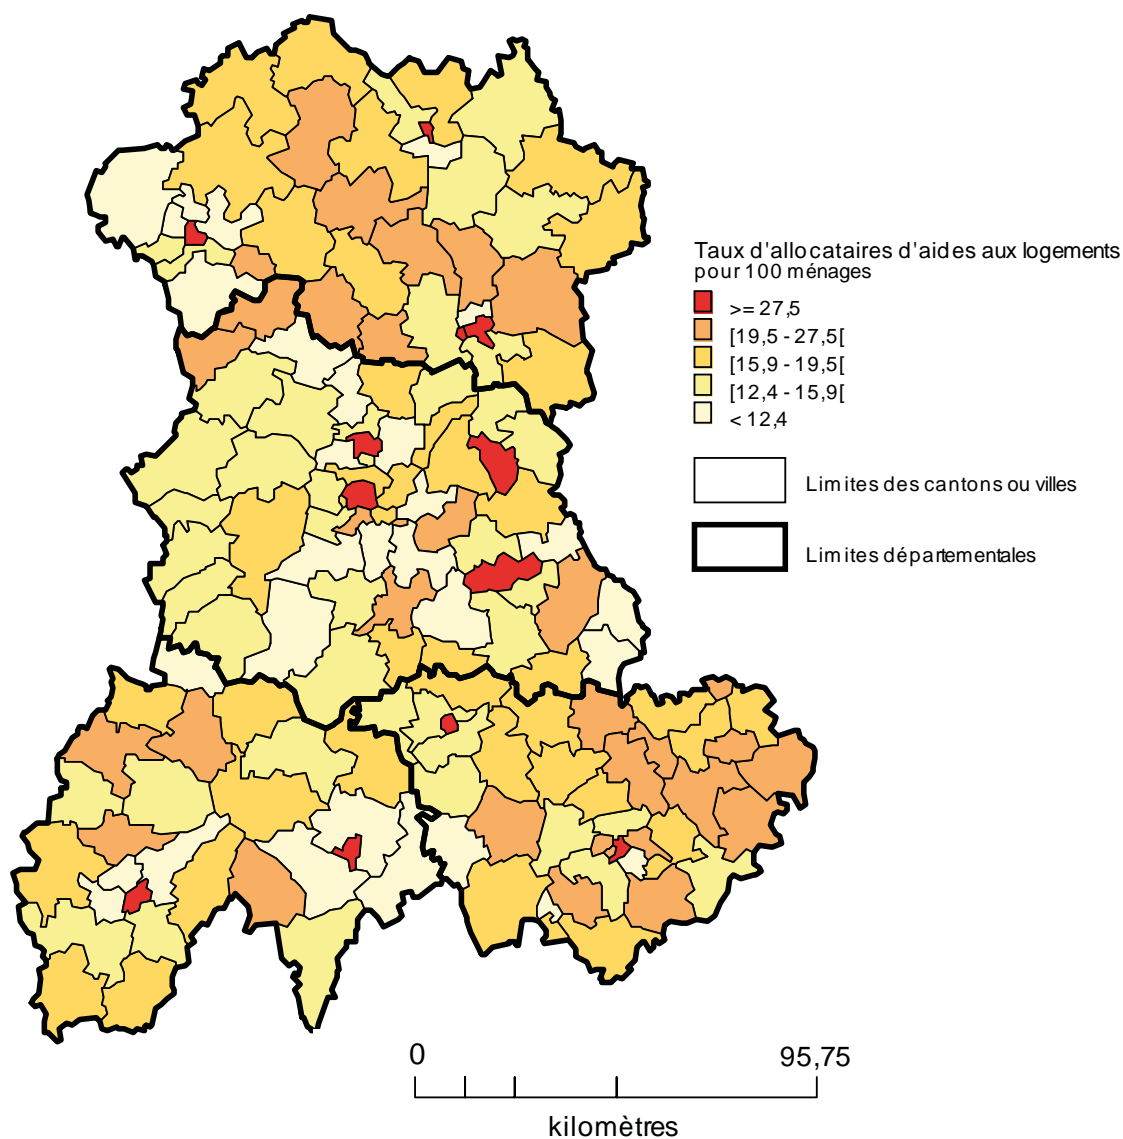 Taux d'allocataires d'aides aux logements
pour 100 ménages
>= 27,5
[19,5 - 27,5[
[15,9 - 19,5[
[12,4 - 15,9[
< 12,4
Limites des cantons ou villes
Limites départementales
0 95,75
kilomètres